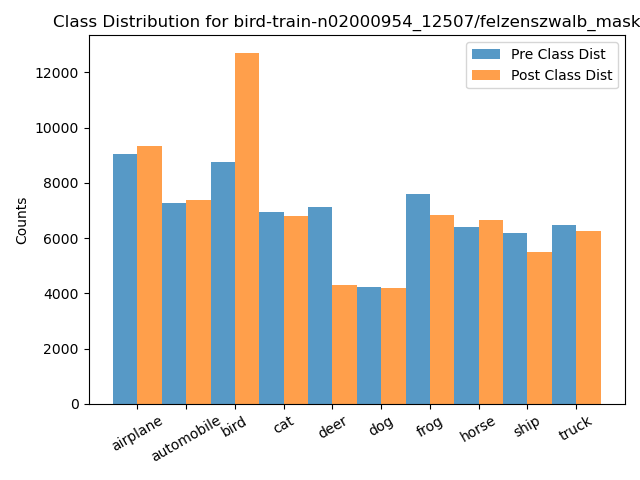 Class Distribution for bird-train-n02000954_12507/felzenszwalb_mask
Pre Class Dist
Post Class Dist
Counts
12000
10000
8000
6000
4000
2000
0
airplane
automobile
bird
cat
deer
dog
frog
horse
ship
truck